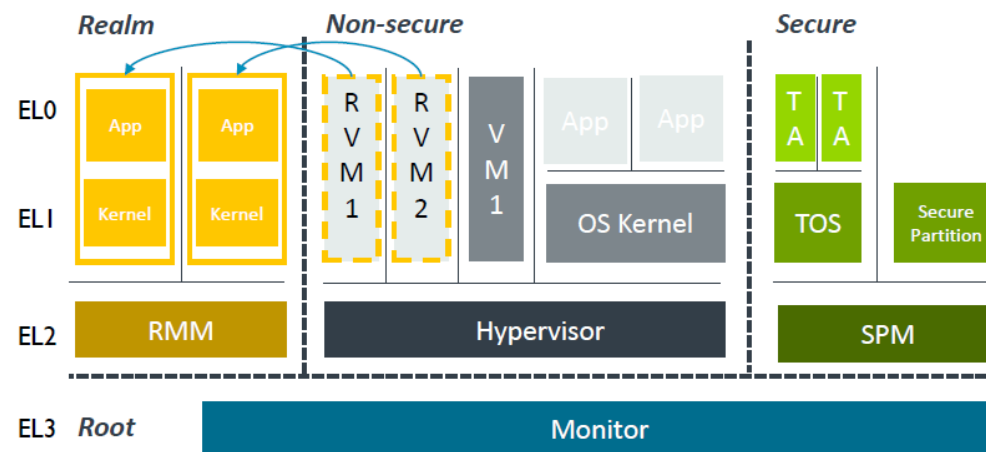 Realm
Non-secure
Secure
EL0
App
App
R
V
M
1
R
V
M
2
V
M
1
App
App
T
A
T
A
EL1
Kernel
Kernel
OS Kernel
TOS
Secure
Partition
EL2
RMM
Hypervisor
SPM
EL3
Root
Monitor